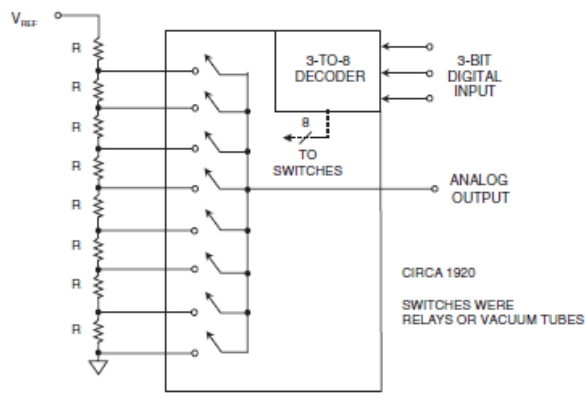 VREF
R
R
R
R
R
R
R
R
3-TO-8
DECODER
8
TO
SWITCHES
3-BIT
DIGITAL
INPUT
ANALOG
OUTPUT
CIRCA 1920
SWITCHES WERE
RELAYS OR VACUUM TUBES